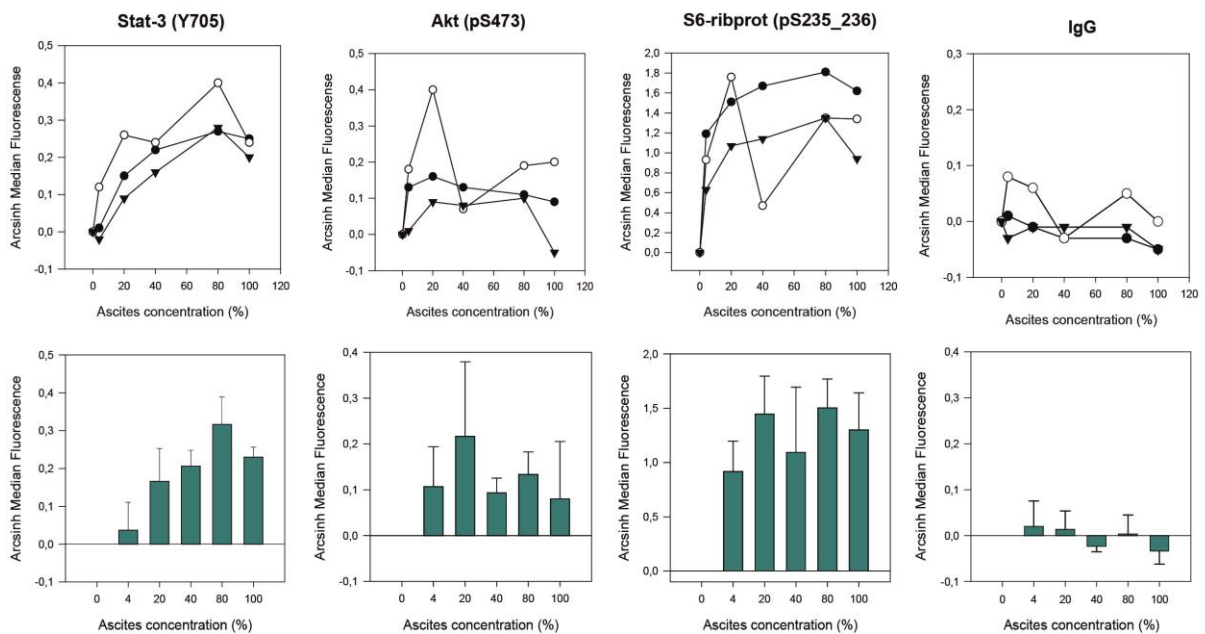 Stat-3 (Y705)
Akt (pS473)
S6-ribprot (pS235_236)
IgG
Arcsinh Median Fluorescense
0,5
0,4
0,3
0,2
0,1
0,0
-0,1
0 20 40 60 80 100 120
Ascites concentration (%)
Arcsinh Median Fluorescense
0,5
0,4
0,3
0,2
0,1
0,0
-0,1
0 20 40 60 80 100 120
Ascites concentration (%)
Arcsinh Median Fluorescense
2,0
1,8
1,6
1,4
1,2
1,0
0,8
0,6
0,4
0,2
0,0
0 20 40 60 80 100 120
Ascites concentration (%)
Arcsinh Median Fluorescense
0,3
0,2
0,1
0,0
-0,1
0 20 40 60 80 100 120
Ascites concentration (%)
Arcsinh Median Fluorescence
0,5
0,4
0,3
0,2
0,1
0,0
-0,1
0 4 20 40 80 100
Ascites concentration (%)
Arcsinh Median Fluorescence
0,4
0,3
0,2
0,1
0,0
-0,1
0 4 20 40 80 100
Ascites concentration (%)
Arcsinh Median Fluorescence
2,0
1,5
1,0
0,5
0,0
0 4 20 40 80 100
Ascites concentration (%)
Arcsinh Median Fluorescence
0,4
0,3
0,2
0,1
0,0
-0,1
0 4 20 40 80 100
Ascites concentration (%)